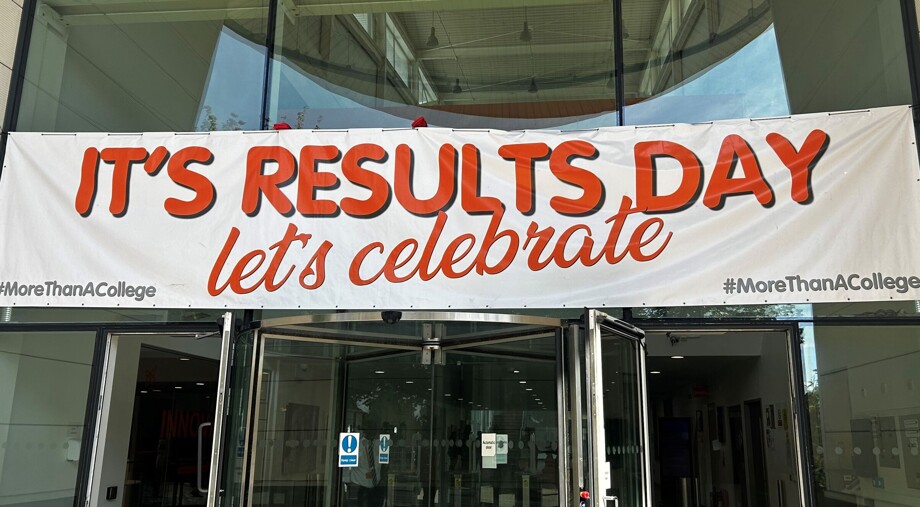 IT'S RESULTS DAY
let's celebrate
#MoreThanACollege
#MoreThanACollege